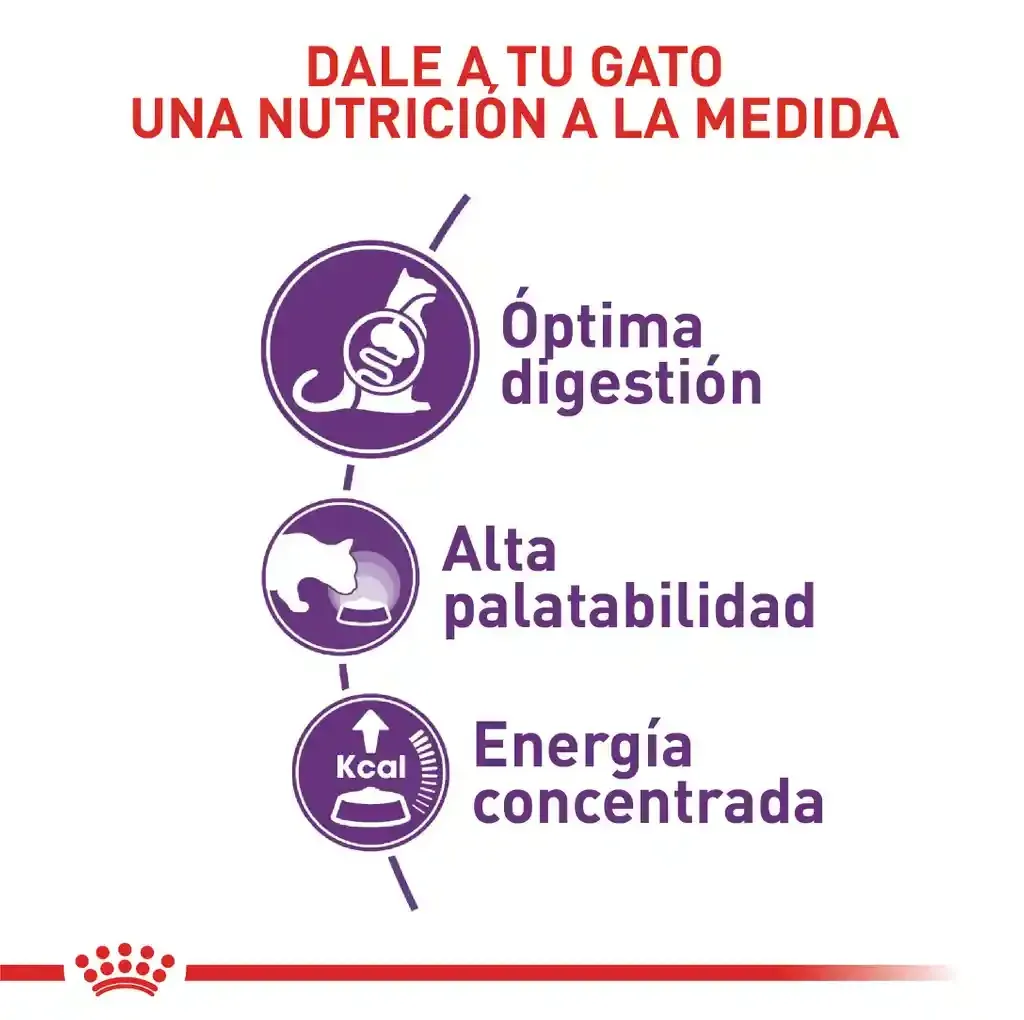 DALE A TU GATO
UNA NUTRICIÓN A LA MEDIDA
Óptima
digestión
Alta
palatabilidad
Kcal
Energía
concentrada